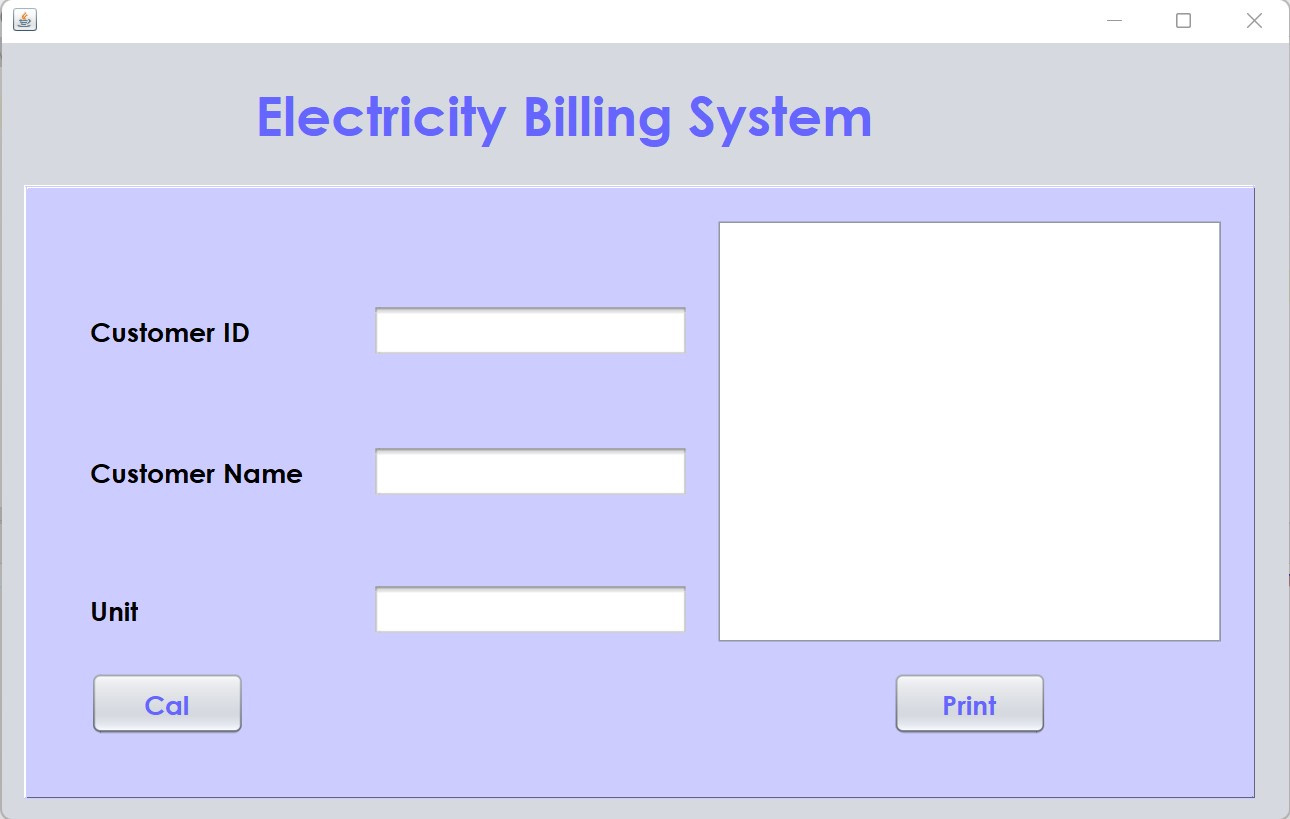 Electricity Billing System
Customer ID
Customer Name
Unit
Cal
Print